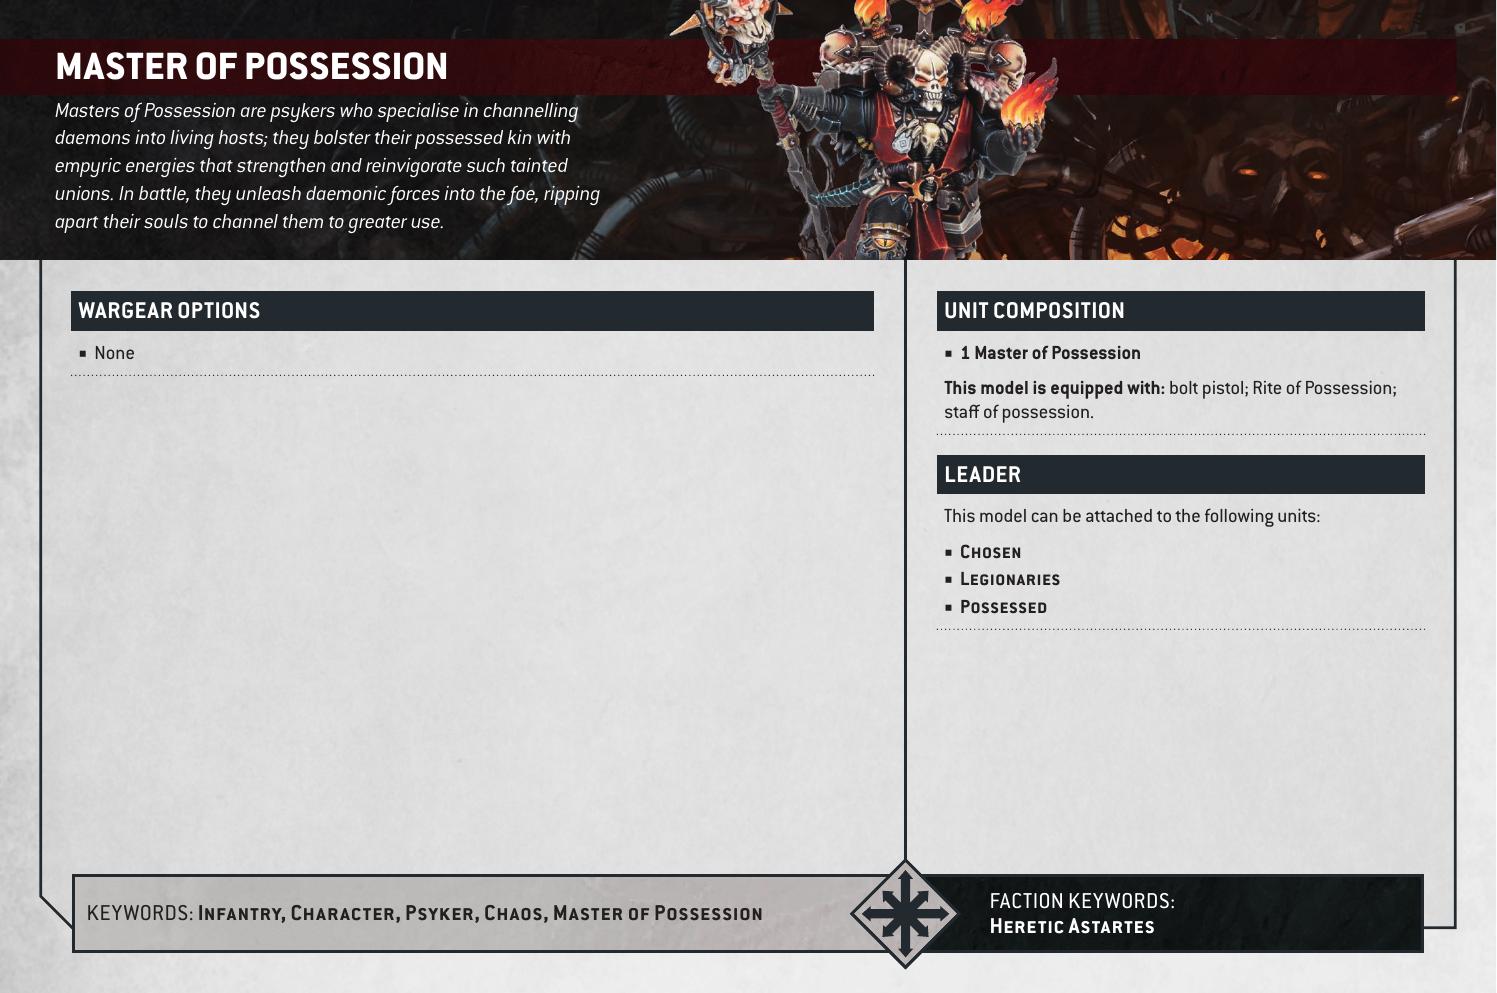 MASTER OF POSSESSION
Masters of Possession are psykers who specialise in channelling
daemons into living hosts; they bolster their possessed kin with
empyric energies that strengthen and reinvigorate such tainted
unions. In battle, they unleash daemonic forces into the foe, ripping
apart their souls to channel them to greater use.
WARGEAR OPTIONS
▪ None
UNIT COMPOSITION
▪ 1 Master of Possession
This model is equipped with: bolt pistol; Rite of Possession;
staff of possession.
LEADER
This model can be attached to the following units:
▪ Chosen
▪ Legionaries
▪ Possessed
KEYWORDS: Infantry, Character, Psyker, Chaos, Master of Possession
FACTION KEYWORDS:
Heretic Astartes